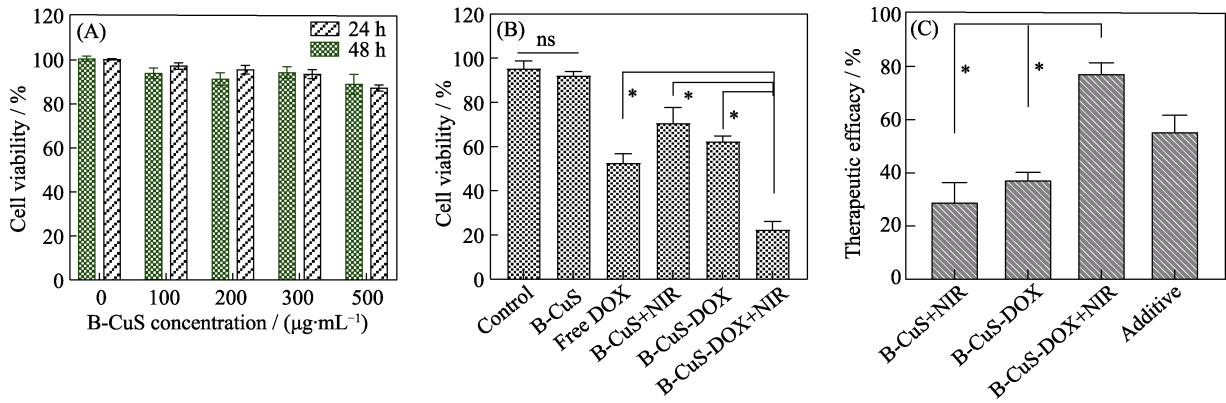 (A)
24 h
48 h
120
100
80
60
40
20
0
Cell viability / %
0 100 200 300 500
B-CuS concentration / (μg·mL⁻¹)
(B)
ns
*
*
*
120
100
80
60
40
20
0
Cell viability / %
Control
B-CuS
Free DOX
B-CuS+NIR
B-CuS-DOX
B-CuS-DOX+NIR
(C)
*
*
100
80
60
40
20
0
Therapeutic efficacy / %
B-CuS+NIR
B-CuS-DOX
B-CuS-DOX+NIR
Additive